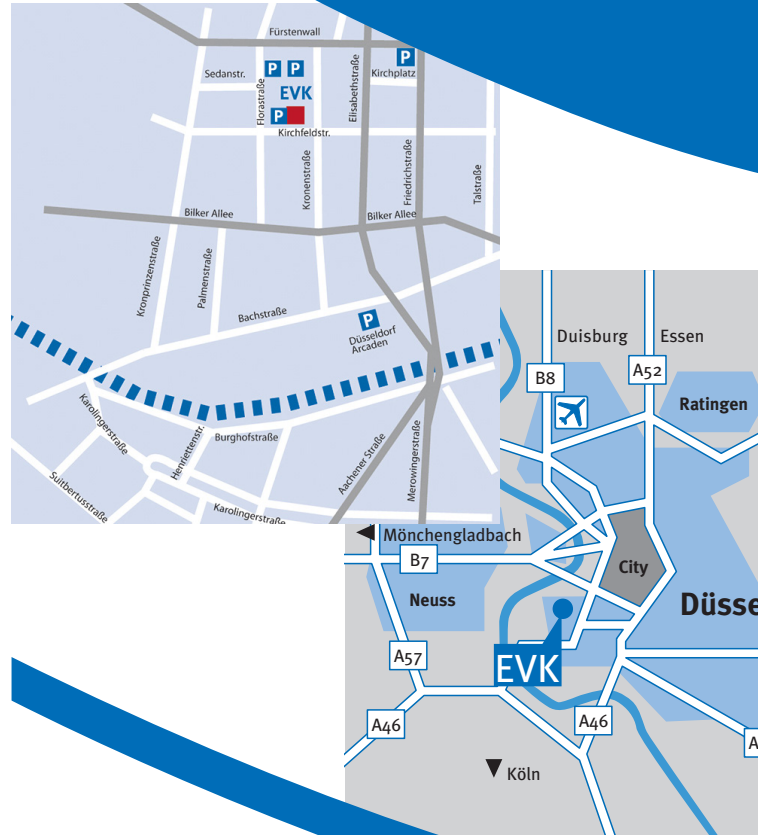 Fürstenwall
Sedanstr.
P
P
P
Kirchplatz
EVK
P
Florastraße
Elisabethstraße
Kirchfeldstr.
Kronenstraße
Friedrichstraße
Talstraße
Bilker Allee
Bilker Allee
Kronprinzenstraße
Palmenstraße
Bachstraße
P
Düsseldorf
Arcaden
Karolingerstraße
Henriettenstr.
Burghofstraße
Aachener Straße
Merowingerstraße
Suitbertusstraße
Karolingerstraße
Duisburg
Essen
B8
A52
Ratingen
Mönchengladbach
B7
City
Neuss
Düsse
A57
EVK
A46
A46
A
Köln